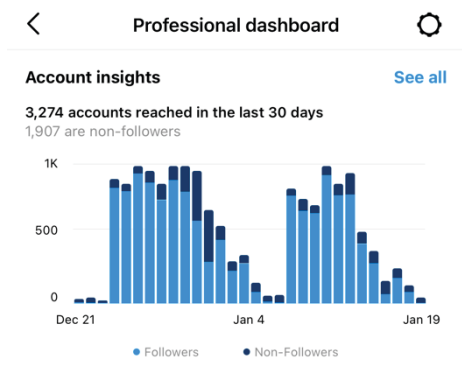 Professional dashboard
Account insights
See all
3,274 accounts reached in the last 30 days
1,907 are non-followers
1K
500
0
Dec 21
Jan 4
Jan 19
Followers
Non-Followers